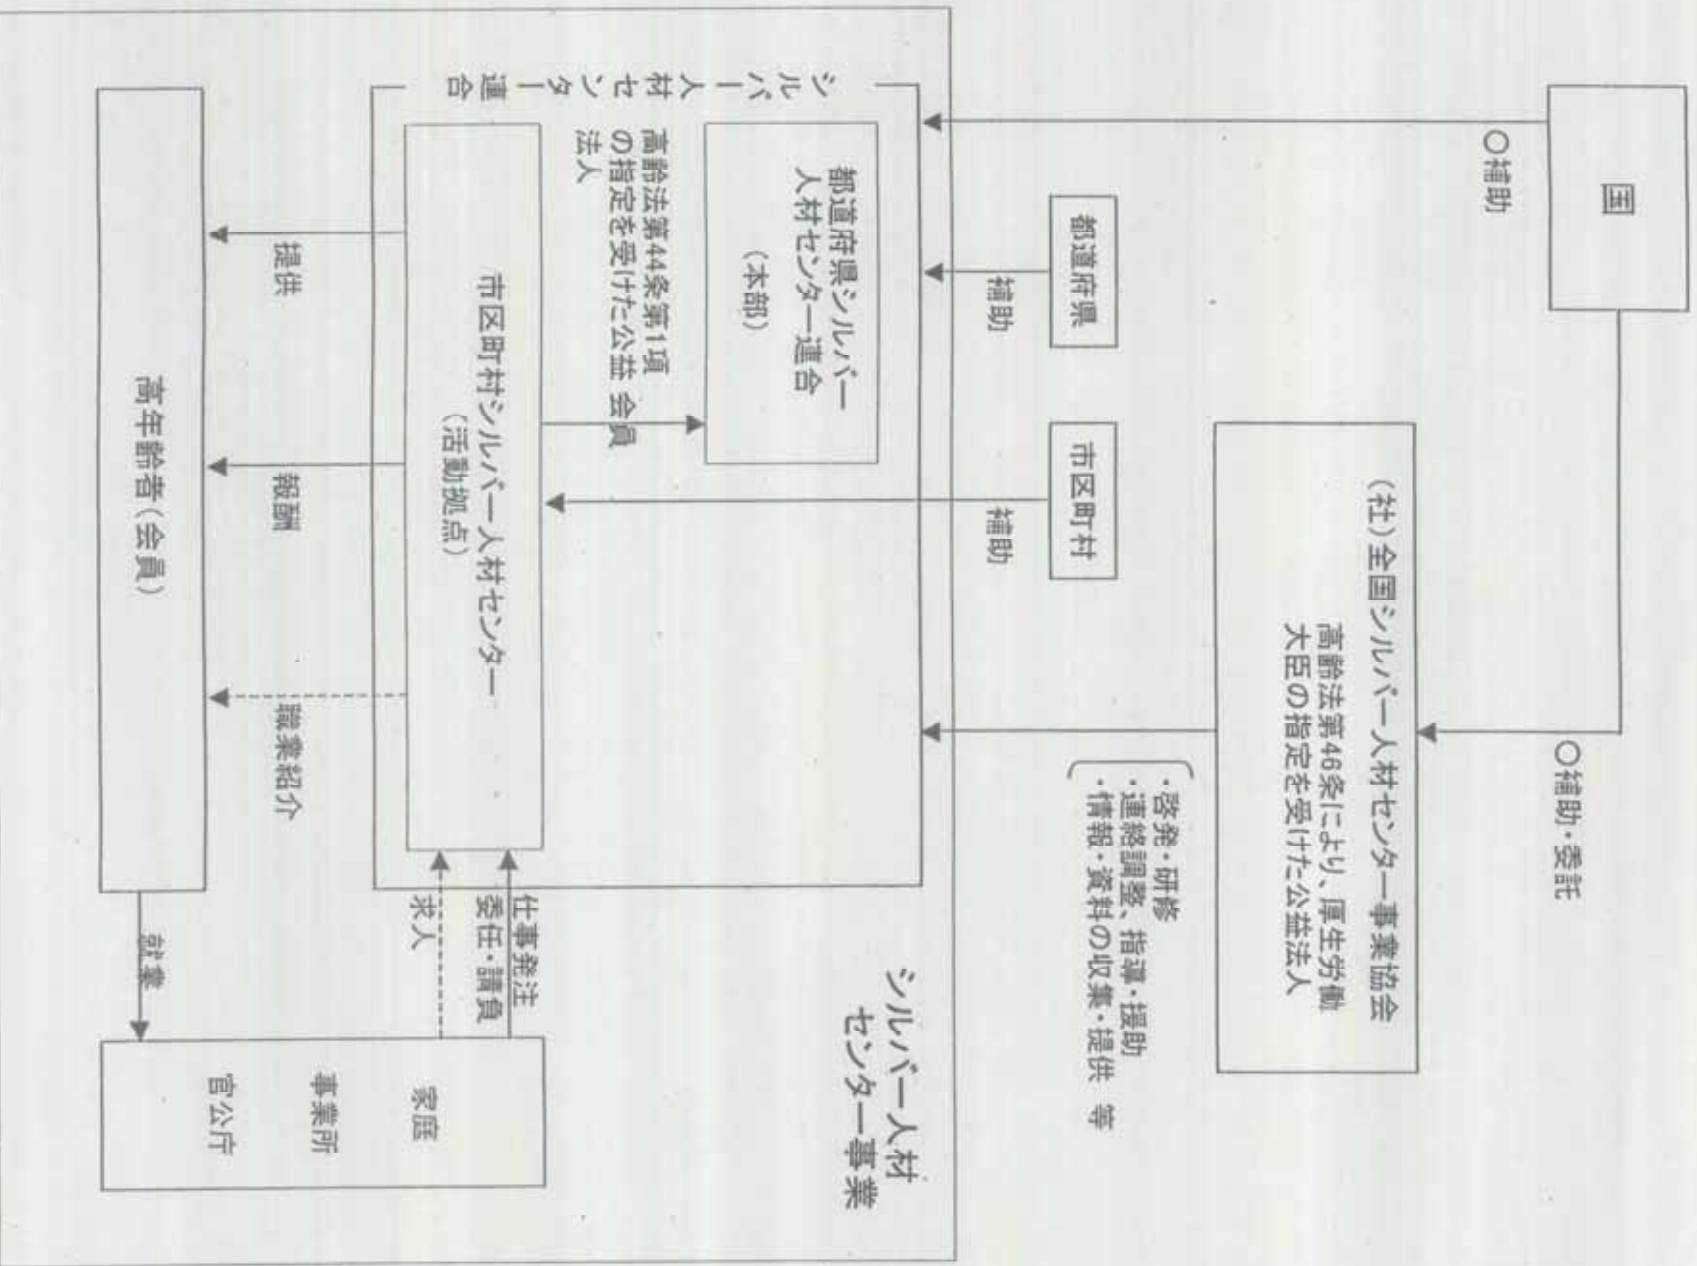 国
○補助
○補助・委託
(社)全国シルバー人材センター事業協会
高齢法第46条により、厚生労働
大臣の指定を受けた公益法人
都道府県
補助
市区町村
補助
・啓発・研修
・連絡調整、指導・援助
・情報・資料の収集・提供 等
シルバー人材
センター事業
シルバー人材センター連合
都道府県シルバー
人材センター連合
(本部)
高齢法第44条第1項
の指定を受けた公益
法人
会員
市区町村シルバー人材センター
(活動拠点)
仕事発注
委任・請負
求人
提供
報酬
職業紹介
高年齢者(会員)
就業
家庭
事業所
官公庁